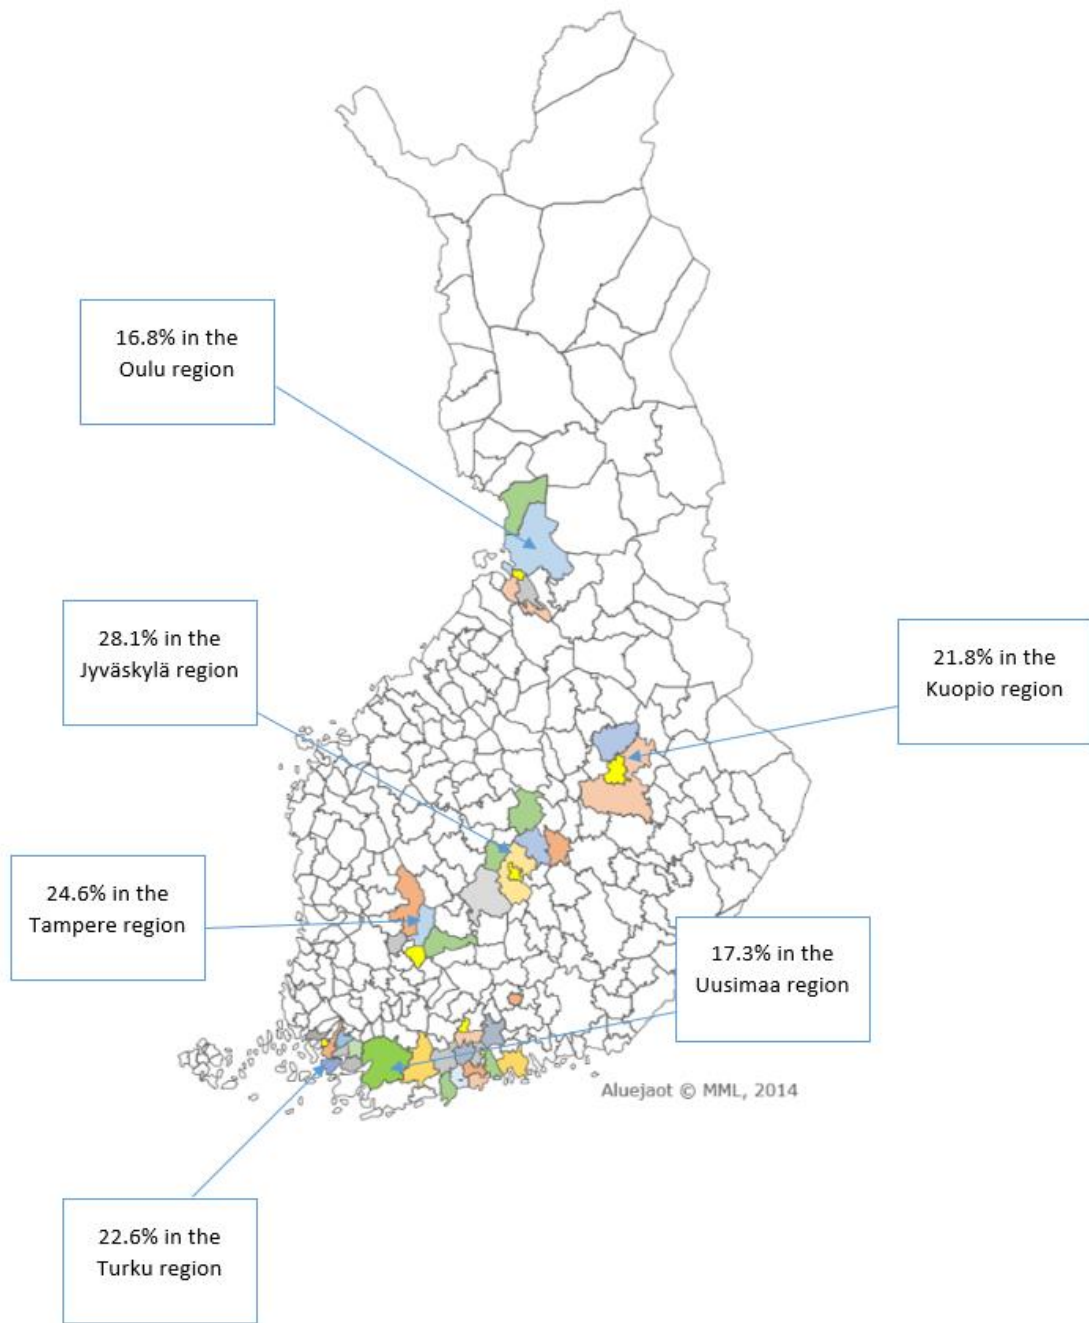 16.8% in the
Oulu region
28.1% in the
Jyväskylä region
21.8% in the
Kuopio region
24.6% in the
Tampere region
17.3% in the
Uusimaa region
Aluejaot © MML, 2014
22.6% in the
Turku region